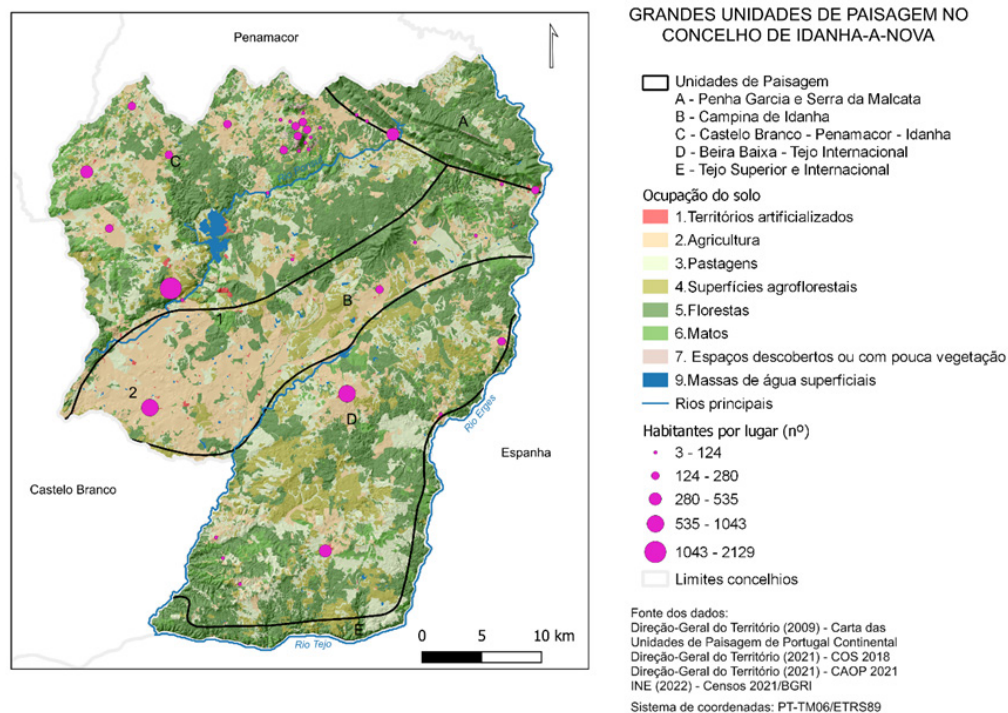 GRANDES UNIDADES DE PAISAGEM NO
CONCELHO DE IDANHA-A-NOVA
Penamacor
A
C
B
1
2
D
Rio Erges
Espanha
Castelo Branco
E
Rio Tejo
0 5 10 km
Unidades de Paisagem
A - Penha Garcia e Serra da Malcata
B - Campina de Idanha
C - Castelo Branco - Penamacor - Idanha
D - Beira Baixa - Tejo Internacional
E - Tejo Superior e Internacional
Ocupação do solo
1.Territórios artificializados
2.Agricultura
3.Pastagens
4.Superfícies agroflorestais
5.Florestas
6.Matos
7. Espaços descobertos ou com pouca vegetação
9.Massas de água superficiais
Rios principais
Habitantes por lugar (nº)
3 - 124
124 - 280
280 - 535
535 - 1043
1043 - 2129
Limites concelhios
Fonte dos dados:
Direção-Geral do Território (2009) - Carta das
Unidades de Paisagem de Portugal Continental
Direção-Geral do Território (2021) - COS 2018
Direção-Geral do Território (2021) - CAOP 2021
INE (2022) - Censos 2021/BGRI
Sistema de coordenadas: PT-TM06/ETRS89